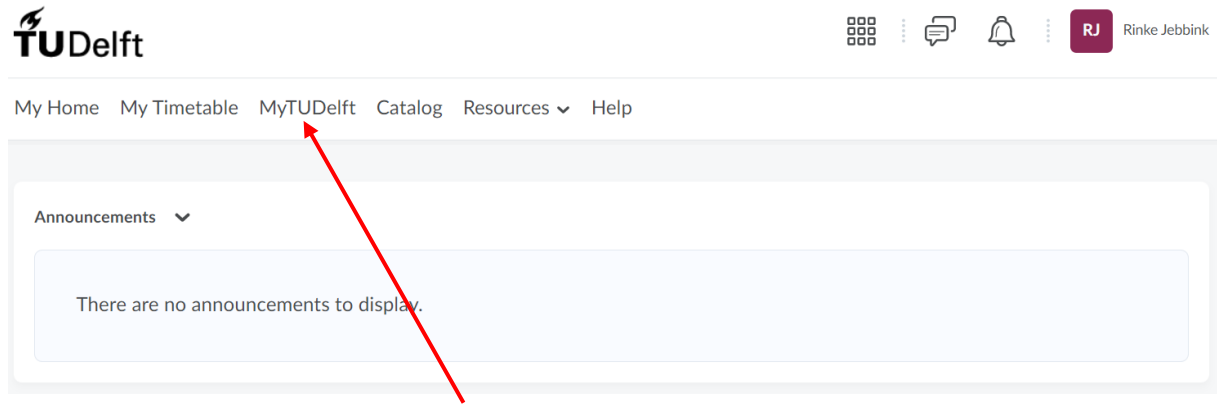 TUDelft
RJ Rinke Jebbink
My Home My Timetable MyTUDelft Catalog Resources Help
Announcements
There are no announcements to display.